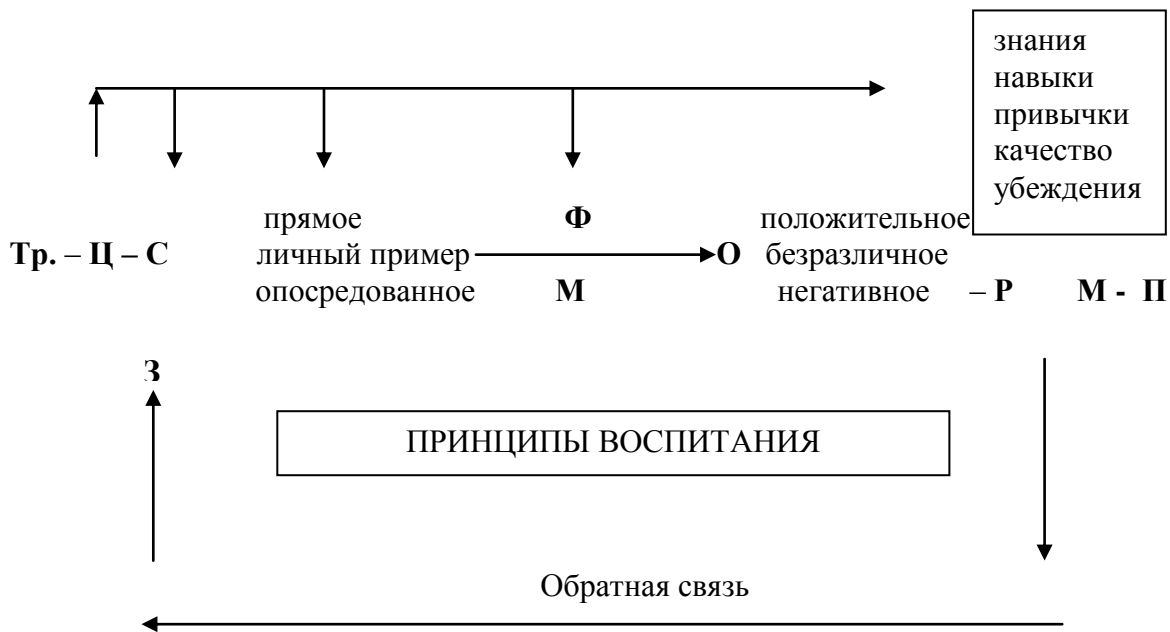 знания
навыки
привычки
качество
убеждения
прямое Ф положительное
Тр. – Ц – С личный пример О безразличное
опосредованное М негативное – Р М - П
З
ПРИНЦИПЫ ВОСПИТАНИЯ
Обратная связь